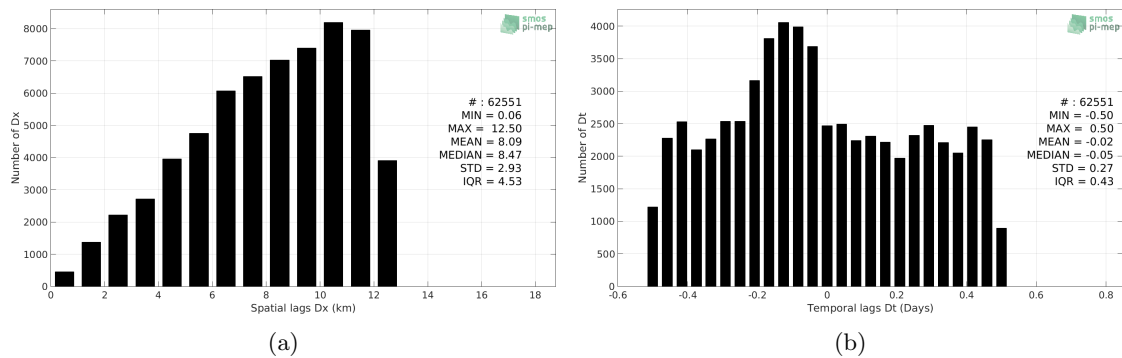 8000
7000
6000
5000
4000
3000
2000
1000
0
Number of Dx
0 2 4 6 8 10 12 14 16 18
Spatial lags Dx (km)
smos
pi-mep
# : 62551
MIN = 0.06
MAX = 12.50
MEAN = 8.09
MEDIAN = 8.47
STD = 2.93
IQR = 4.53
(a)
4000
3500
3000
2500
2000
1500
1000
500
0
Number of Dt
-0.6 -0.4 -0.2 0 0.2 0.4 0.6 0.8
Temporal lags Dt (Days)
smos
pi-mep
# : 62551
MIN = -0.50
MAX = 0.50
MEAN = -0.02
MEDIAN = -0.05
STD = 0.27
IQR = 0.43
(b)